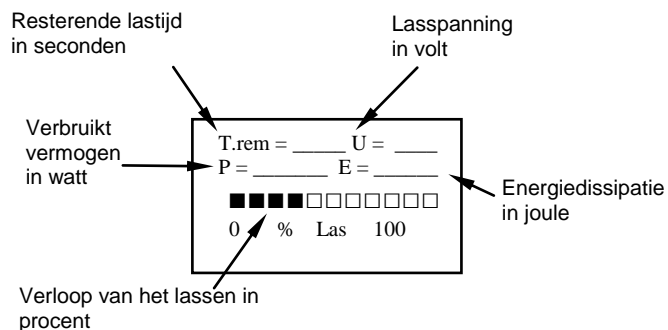 Resterende lastijd
in seconden
Lasspanning
in volt
Verbruikt
vermogen
in watt
T.rem = _____ U = ____
P = _______ E = ______
0 % Las 100
Energiedissipatie
in joule
Verloop van het lassen in
procent